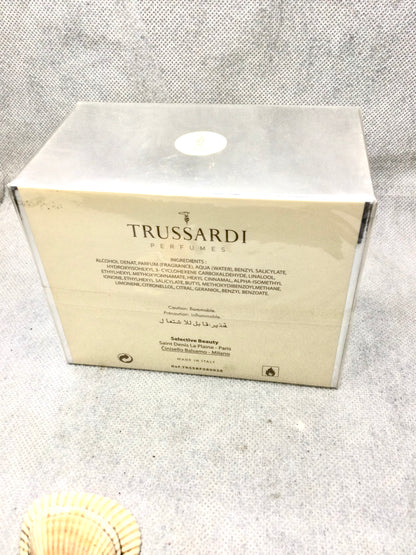 TRUSSARDI
PERFUMES
INGREDIENTS :
ALCOHOL DENAT, PARFUM (FRAGRANCE), AQUA (WATER), BENZYL SALICYLATE,
HYDROXYISOHEXYL 3- CYCLOHEXENE CARBOXALDEHYDE, LINALOOL,
ETHYLHEXYL METHOXYCINNAMATE, HEXYL CINNAMAL, ALPHA-ISOMETHYL
IONONE, ETHYLHEXYL SALICYLATE, BUTYL METHOXYDIBENZOYLMETHANE,
LIMONENE, CITRONELLOL, CITRAL, GERANIOL, BENZYL BENZOATE.
Caution: flammable.
Précaution: Inflammable.
Selective Beauty
Saint Denis La Plaine - Paris
Cinisello Balsamo - Milano
MADE IN ITALY